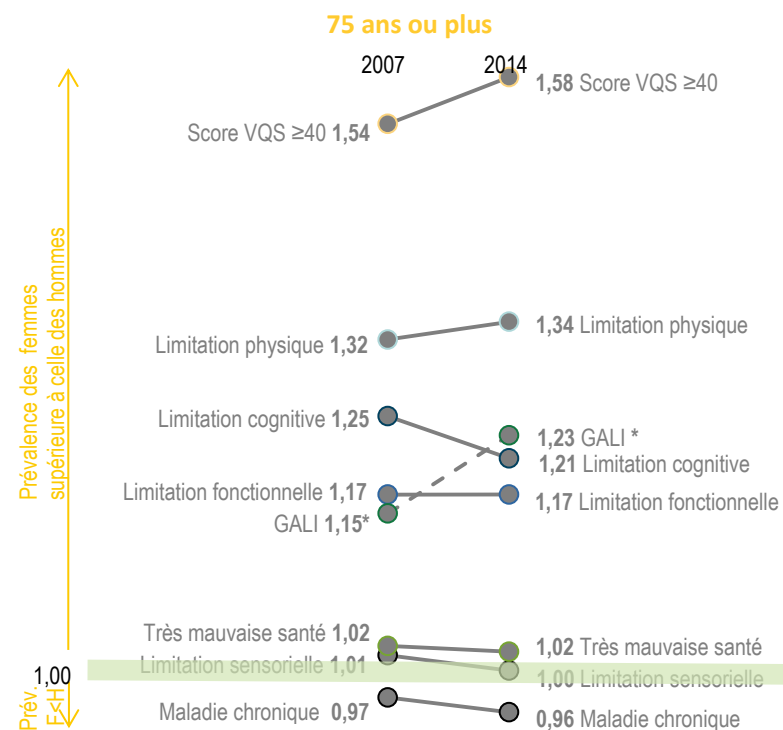 75 ans ou plus
2007 2014
1,58 Score VQS ≥40
Score VQS ≥40 1,54
1,34 Limitation physique
Limitation physique 1,32
Limitation cognitive 1,25
1,23 GALI *
1,21 Limitation cognitive
Limitation fonctionnelle 1,17
1,17 Limitation fonctionnelle
GALI 1,15*
Très mauvaise santé 1,02
1,02 Très mauvaise santé
Limitation sensorielle 1,01
1,00 Limitation sensorielle
Maladie chronique 0,97
0,96 Maladie chronique
Prévalence des femmes
supérieure à celle des hommes
1,00
Prév.
F<H